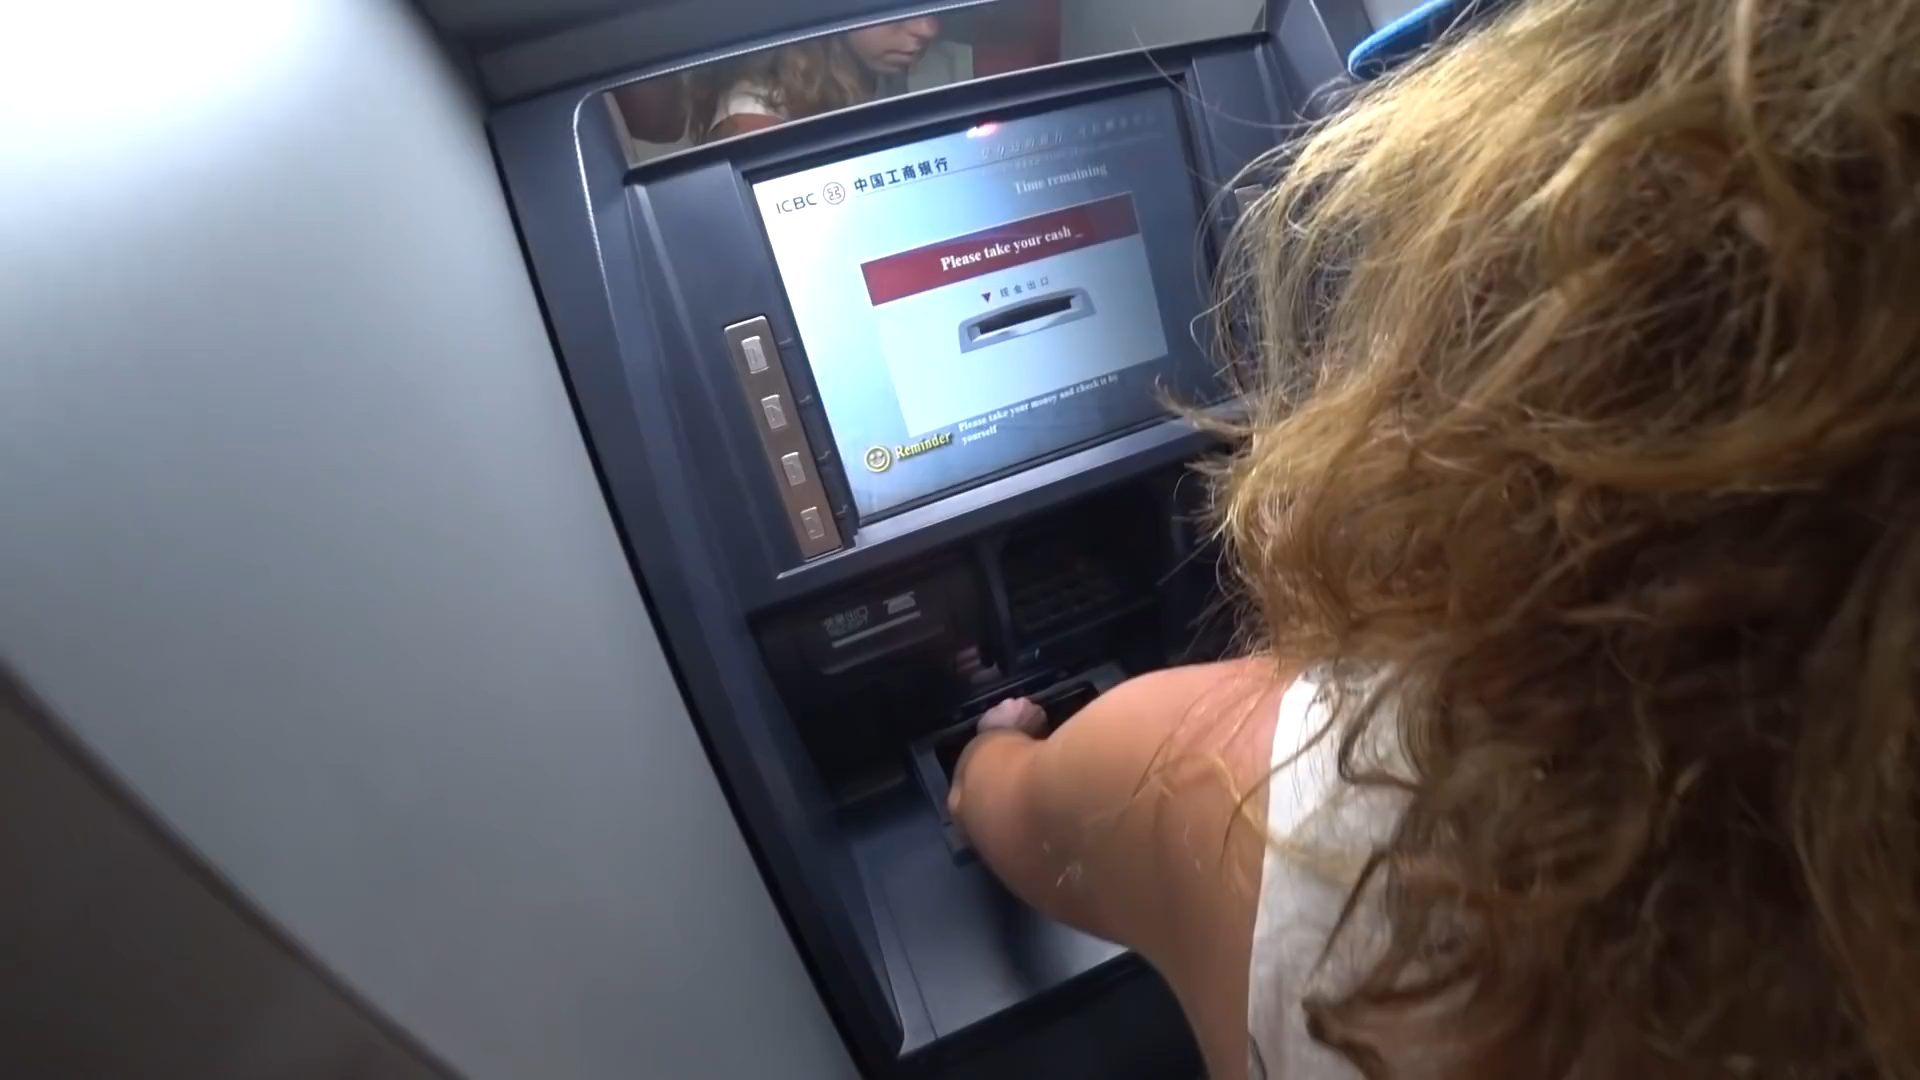 ICBC 中国工商银行
Time remaining
Please take your cash _
现金出口
Reminder
Please take your money and check it by
yourself